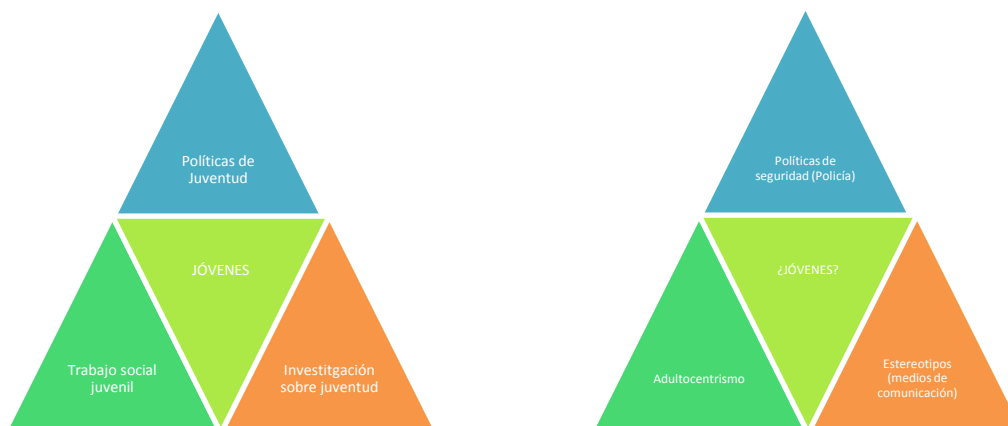 Políticas de
Juventud
JÓVENES
Trabajo social
juvenil
Investitgación
sobre juventud
Políticas de
seguridad (Policía)
¿JÓVENES?
Adultocentrismo
Estereotipos
(medios de
comunicación)